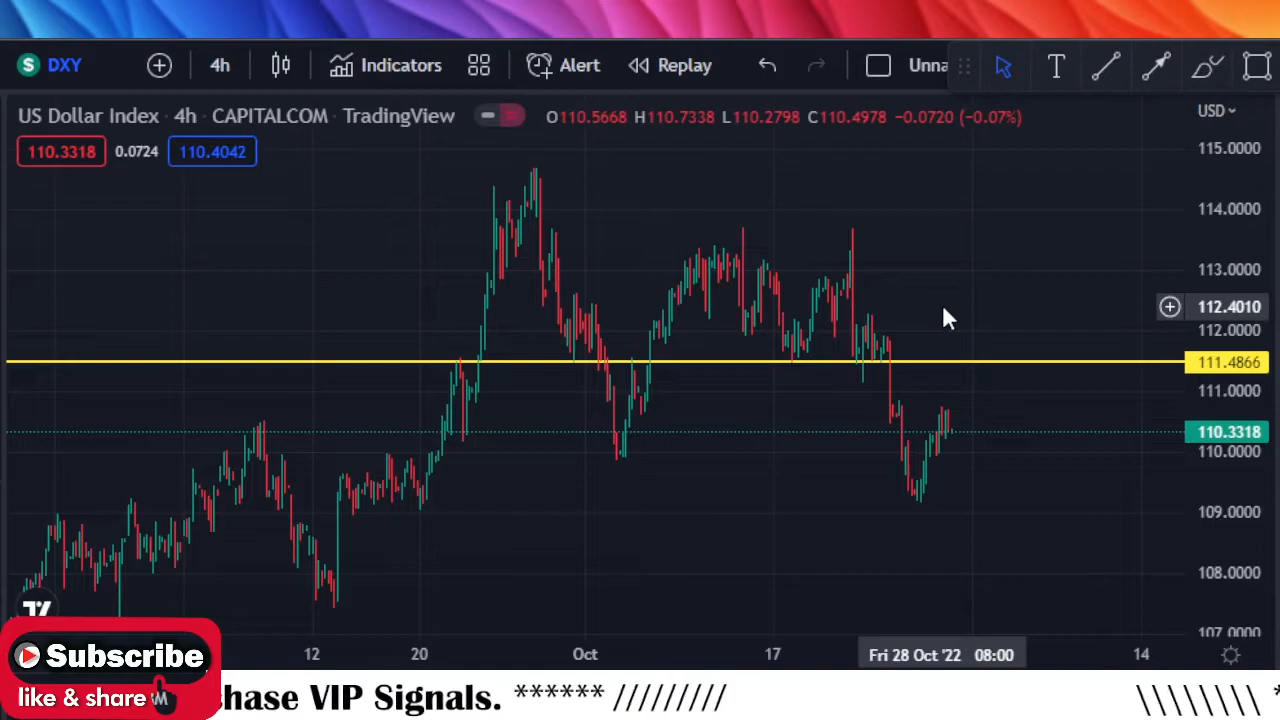 S DXY 4h Indicators Alert Replay Unna T
US Dollar Index · 4h · CAPITALCOM · TradingView O110.5668 H110.7338 L110.2798 C110.4978 −0.0720 (−0.07%) USD
110.3318 0.0724 110.4042
115.0000
114.0000
113.0000
112.4010
112.0000
111.4866
111.0000
110.3318
110.0000
109.0000
108.0000
107.0000
12 20 Oct 17 Fri 28 Oct '22 08:00 14
Subscribe
like & share
chase VIP Signals. ****** ///////// \\\\\\\\ *